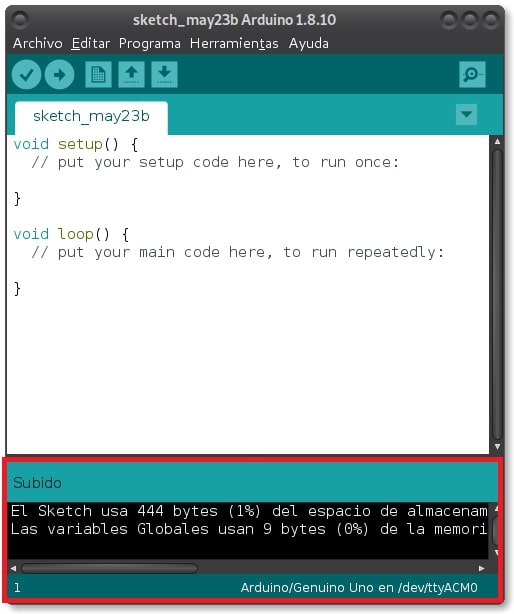 sketch_may23b Arduino 1.8.10
Archivo Editar Programa Herramientas Ayuda
sketch_may23b
void setup() {
  // put your setup code here, to run once:
}
void loop() {
  // put your main code here, to run repeatedly:
}
Subido
El Sketch usa 444 bytes (1%) del espacio de almacenam
Las variables Globales usan 9 bytes (0%) de la memori
1 Arduino/Genuino Uno en /dev/ttyACM0